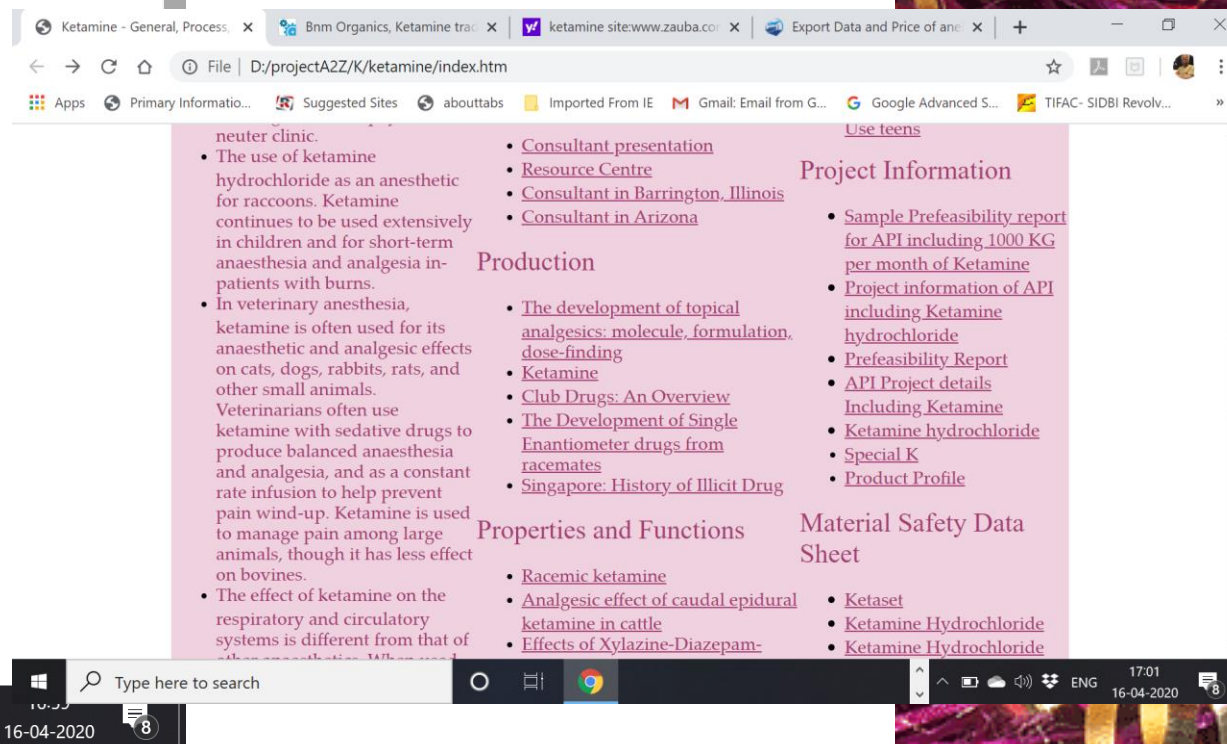 Ketamine - General, Process,
Bnm Organics, Ketamine trad
ketamine site:www.zauba.com
Export Data and Price of ane
File | D:/projectA2Z/K/ketamine/index.htm
Apps
Primary Informatio...
Suggested Sites
abouttabs
Imported From IE
Gmail: Email from G...
Google Advanced S...
TIFAC- SIDBI Revolv...
neuter clinic.
• The use of ketamine
hydrochloride as an anesthetic
for raccoons. Ketamine
continues to be used extensively
in children and for short-term
anaesthesia and analgesia in-
patients with burns.
• In veterinary anesthesia,
ketamine is often used for its
anaesthetic and analgesic effects
on cats, dogs, rabbits, rats, and
other small animals.
Veterinarians often use
ketamine with sedative drugs to
produce balanced anaesthesia
and analgesia, and as a constant
rate infusion to help prevent
pain wind-up. Ketamine is used
to manage pain among large
animals, though it has less effect
on bovines.
• The effect of ketamine on the
respiratory and circulatory
systems is different from that of
other anaesthetics. When used
• Consultant presentation
• Resource Centre
• Consultant in Barrington, Illinois
• Consultant in Arizona
Production
• The development of topical
analgesics: molecule, formulation,
dose-finding
• Ketamine
• Club Drugs: An Overview
• The Development of Single
Enantiometer drugs from
racemates
• Singapore: History of Illicit Drug
Properties and Functions
• Racemic ketamine
• Analgesic effect of caudal epidural
ketamine in cattle
• Effects of Xylazine-Diazepam-
Use teens
Project Information
• Sample Prefeasibility report
for API including 1000 KG
per month of Ketamine
• Project information of API
including Ketamine
hydrochloride
• Prefeasibility Report
• API Project details
Including Ketamine
• Ketamine hydrochloride
• Special K
• Product Profile
Material Safety Data
Sheet
• Ketaset
• Ketamine Hydrochloride
• Ketamine Hydrochloride
Type here to search
ENG
17:01
16-04-2020
8
16-04-2020
8